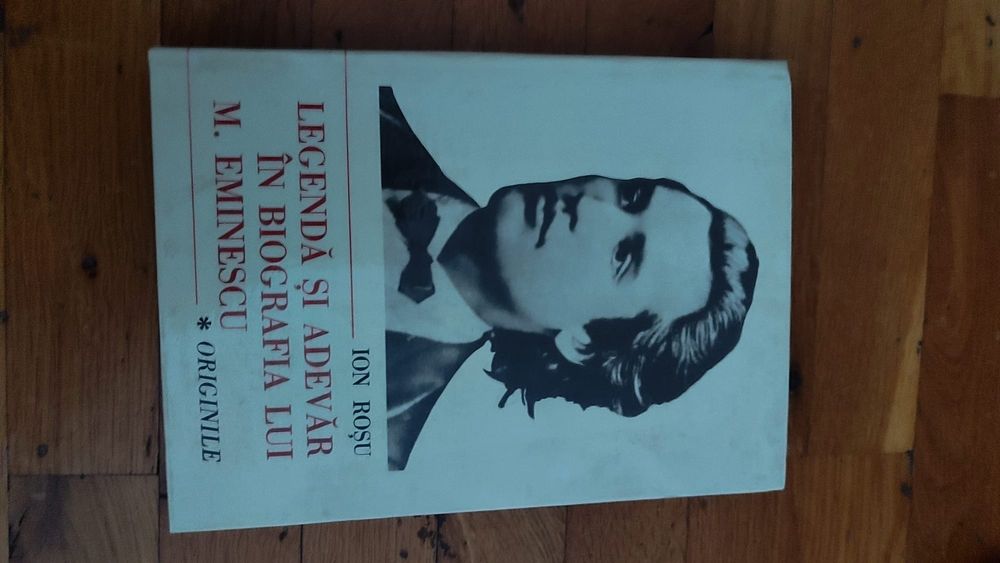 ION ROȘU
LEGENDĂ ȘI ADEVĂR
ÎN BIOGRAFIA LUI
M. EMINESCU
* ORIGINILE